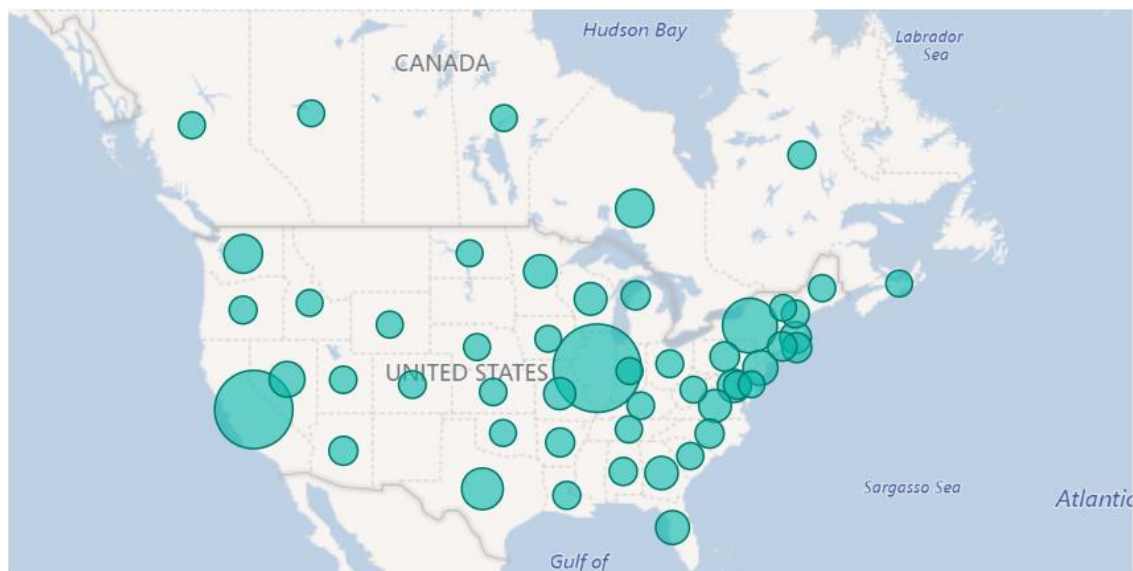 Hudson Bay
Labrador
Sea
CANADA
UNITED STATES
Sargasso Sea
Atlantic
Gulf of